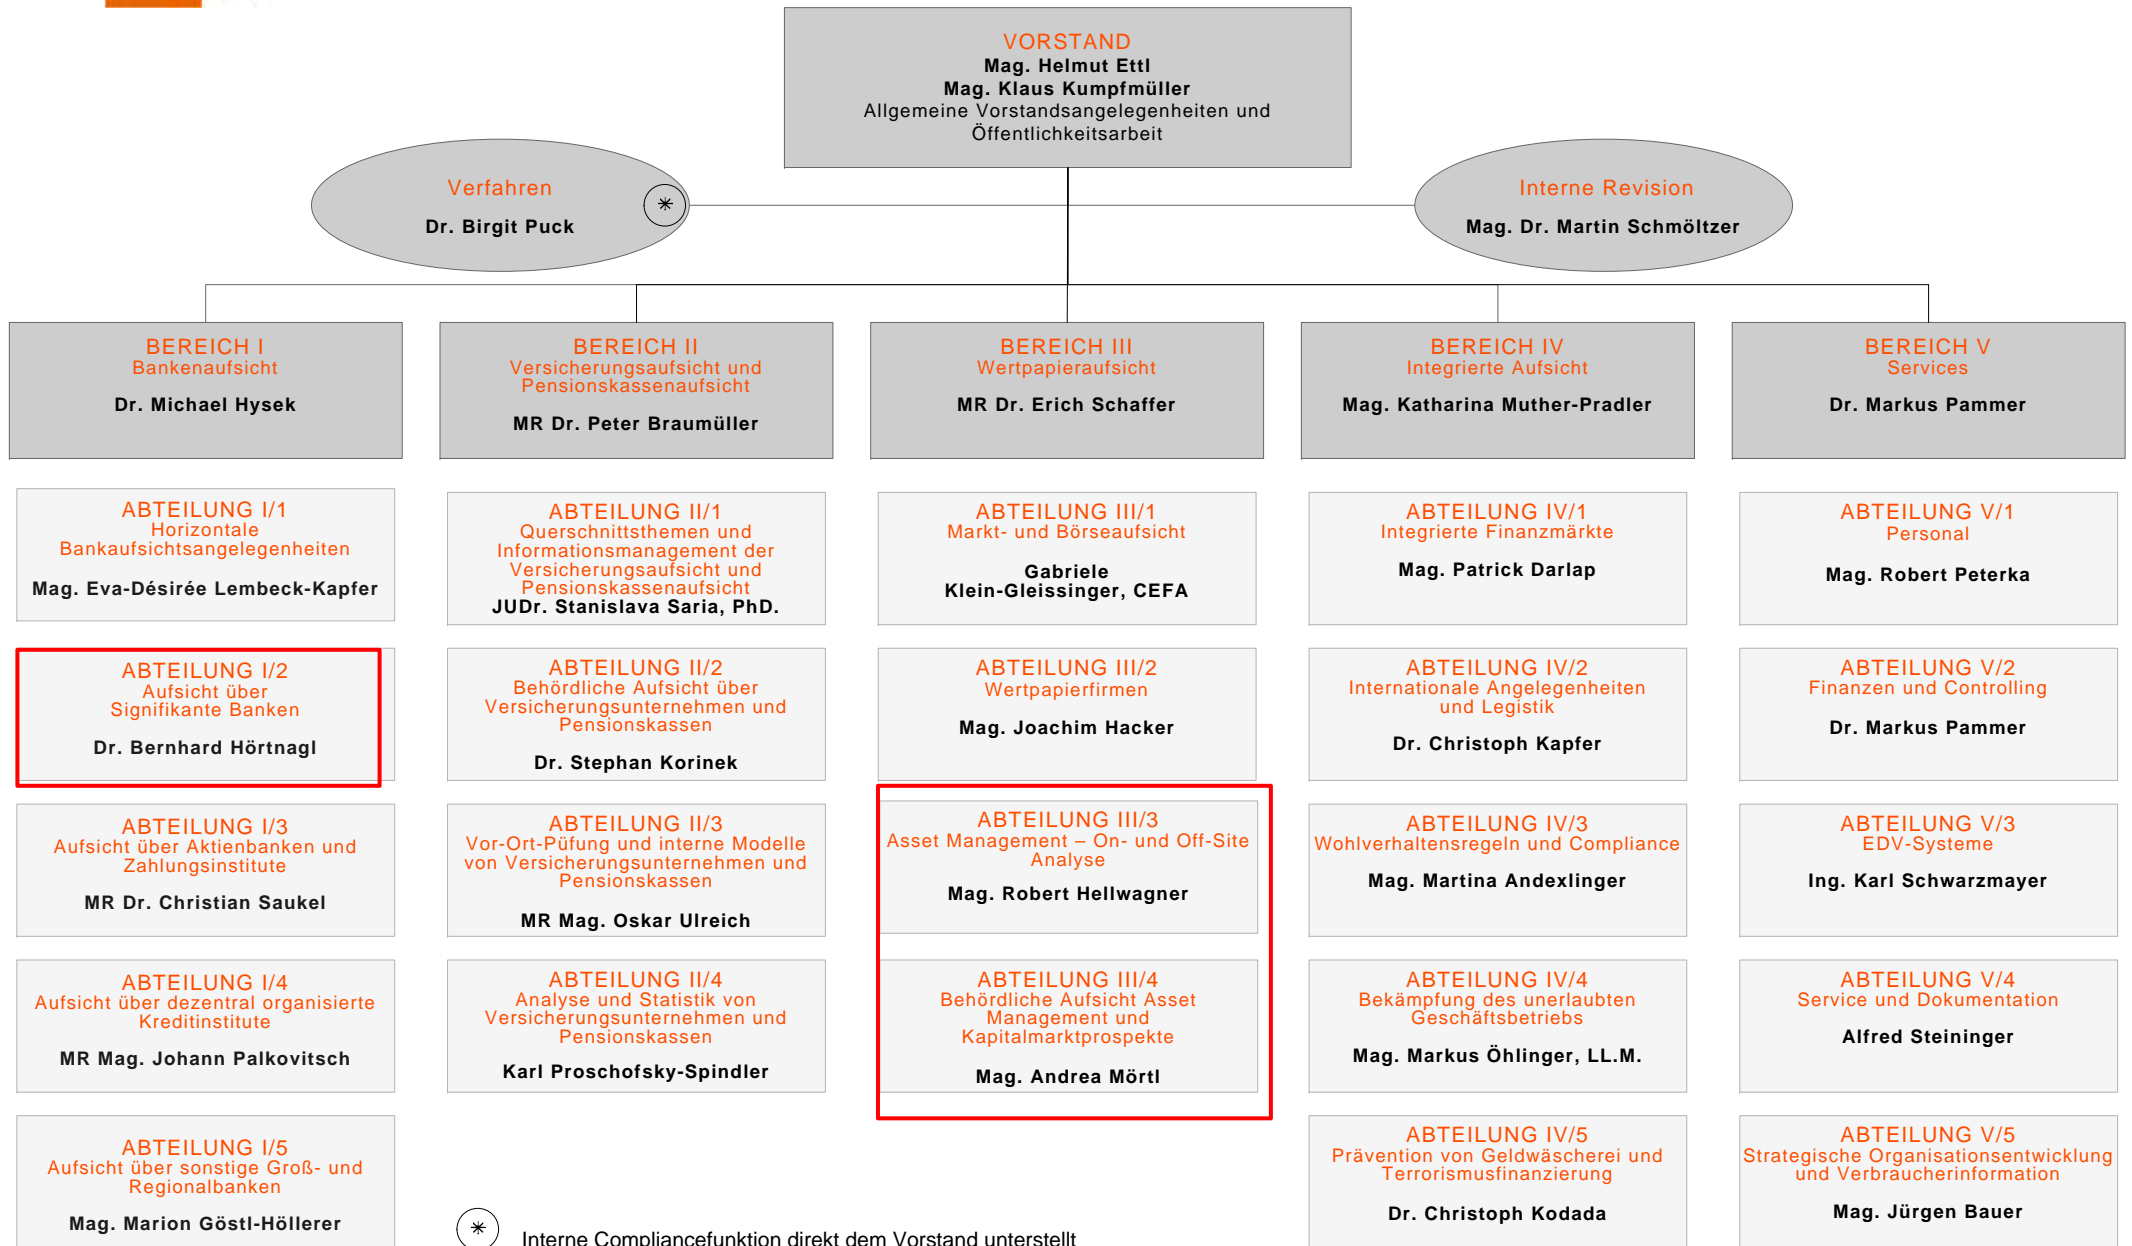 VORSTAND
Mag. Helmut Ettl
Mag. Klaus Kumpfmüller
Allgemeine Vorstandsangelegenheiten und
Öffentlichkeitsarbeit
Verfahren
Dr. Birgit Puck
*
Interne Revision
Mag. Dr. Martin Schmöltzer
BEREICH I
Bankenaufsicht
Dr. Michael Hysek
BEREICH II
Versicherungsaufsicht und
Pensionskassenaufsicht
MR Dr. Peter Braumüller
BEREICH III
Wertpapieraufsicht
MR Dr. Erich Schaffer
BEREICH IV
Integrierte Aufsicht
Mag. Katharina Muther-Pradler
BEREICH V
Services
Dr. Markus Pammer
ABTEILUNG I/1
Horizontale
Bankaufsichtsangelegenheiten
Mag. Eva-Désirée Lembeck-Kapfer
ABTEILUNG II/1
Querschnittsthemen und
Informationsmanagement der
Versicherungsaufsicht und
Pensionskassenaufsicht
JUDr. Stanislava Saria, PhD.
ABTEILUNG III/1
Markt- und Börseaufsicht
Gabriele
Klein-Gleissinger, CEFA
ABTEILUNG IV/1
Integrierte Finanzmärkte
Mag. Patrick Darlap
ABTEILUNG V/1
Personal
Mag. Robert Peterka
ABTEILUNG I/2
Aufsicht über
Signifikante Banken
Dr. Bernhard Hörtnagl
ABTEILUNG II/2
Behördliche Aufsicht über
Versicherungsunternehmen und
Pensionskassen
Dr. Stephan Korinek
ABTEILUNG III/2
Wertpapierfirmen
Mag. Joachim Hacker
ABTEILUNG IV/2
Internationale Angelegenheiten
und Legistik
Dr. Christoph Kapfer
ABTEILUNG V/2
Finanzen und Controlling
Dr. Markus Pammer
ABTEILUNG I/3
Aufsicht über Aktienbanken und
Zahlungsinstitute
MR Dr. Christian Saukel
ABTEILUNG II/3
Vor-Ort-Püfung und interne Modelle
von Versicherungsunternehmen und
Pensionskassen
MR Mag. Oskar Ulreich
ABTEILUNG III/3
Asset Management – On- und Off-Site
Analyse
Mag. Robert Hellwagner
ABTEILUNG IV/3
Wohlverhaltensregeln und Compliance
Mag. Martina Andexlinger
ABTEILUNG V/3
EDV-Systeme
Ing. Karl Schwarzmayer
ABTEILUNG I/4
Aufsicht über dezentral organisierte
Kreditinstitute
MR Mag. Johann Palkovitsch
ABTEILUNG II/4
Analyse und Statistik von
Versicherungsunternehmen und
Pensionskassen
Karl Proschofsky-Spindler
ABTEILUNG III/4
Behördliche Aufsicht Asset
Management und
Kapitalmarktprospekte
Mag. Andrea Mörtl
ABTEILUNG IV/4
Bekämpfung des unerlaubten
Geschäftsbetriebs
Mag. Markus Öhlinger, LL.M.
ABTEILUNG V/4
Service und Dokumentation
Alfred Steininger
ABTEILUNG I/5
Aufsicht über sonstige Groß- und
Regionalbanken
Mag. Marion Göstl-Höllerer
ABTEILUNG IV/5
Prävention von Geldwäscherei und
Terrorismusfinanzierung
Dr. Christoph Kodada
ABTEILUNG V/5
Strategische Organisationsentwicklung
und Verbraucherinformation
Mag. Jürgen Bauer
* Interne Compliancefunktion direkt dem Vorstand unterstellt